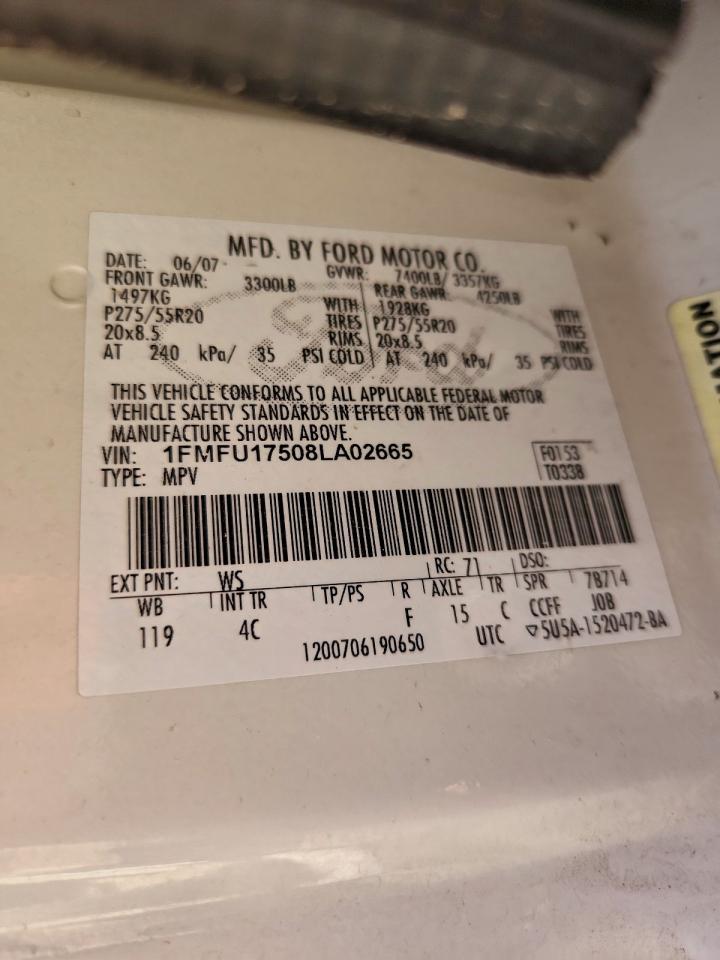 MFD. BY FORD MOTOR CO.
DATE: 06/07 GVWR: 7400LB/ 3357KG
FRONT GAWR: 3300LB REAR GAWR: 4250LB
1497KG WITH 1928KG WITH
P275/55R20 TIRES P275/55R20 TIRES
20x8.5 RIMS 20x8.5 RIMS
AT 240 kPa/ 35 PSI COLD AT 240 kPa/ 35 PSI COLD
THIS VEHICLE CONFORMS TO ALL APPLICABLE FEDERAL MOTOR
VEHICLE SAFETY STANDARDS IN EFFECT ON THE DATE OF
MANUFACTURE SHOWN ABOVE.
VIN: 1FMFU17508LA02665 F0153
TYPE: MPV T0338
EXT PNT: WS RC: 71 DSO:
WB INT TR TP/PS R AXLE TR SPR 78714
119 4C F 15 C CCFF JOB
1200706190650 UTC ▽5U5A-1520472-BA
ATION